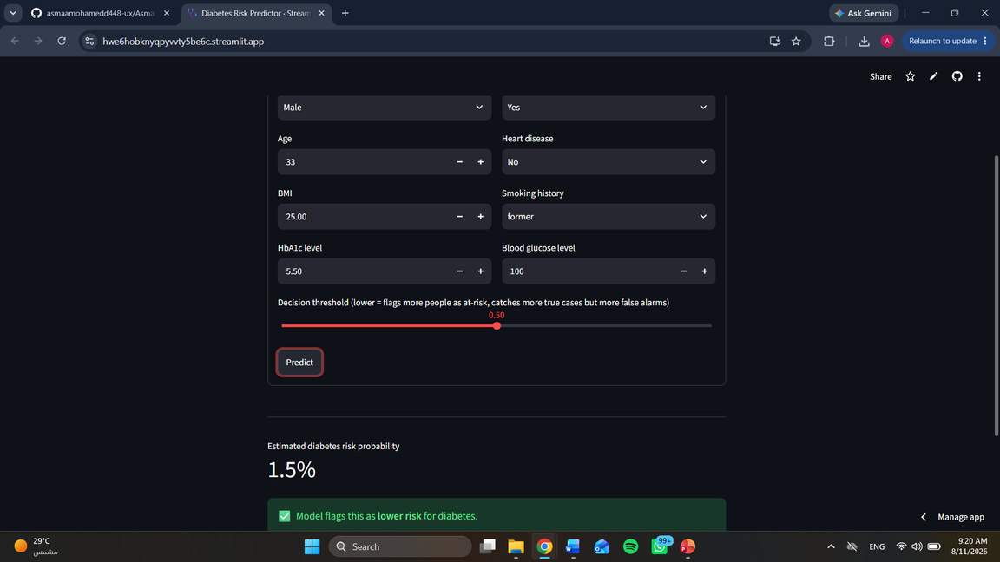 asmaamohamedd448-ux/Asma
Diabetes Risk Predictor · Stream
Ask Gemini
hwe6hobknyqpyvvty5be6c.streamlit.app
A
Relaunch to update
Share
Male
Yes
Age
Heart disease
33
No
BMI
Smoking history
25.00
former
HbA1c level
Blood glucose level
5.50
100
Decision threshold (lower = flags more people as at-risk, catches more true cases but more false alarms)
0.50
Predict
Estimated diabetes risk probability
1.5%
Model flags this as lower risk for diabetes.
Manage app
29°C
مشمس
Search
99+
ENG
9:20 AM
8/11/2026